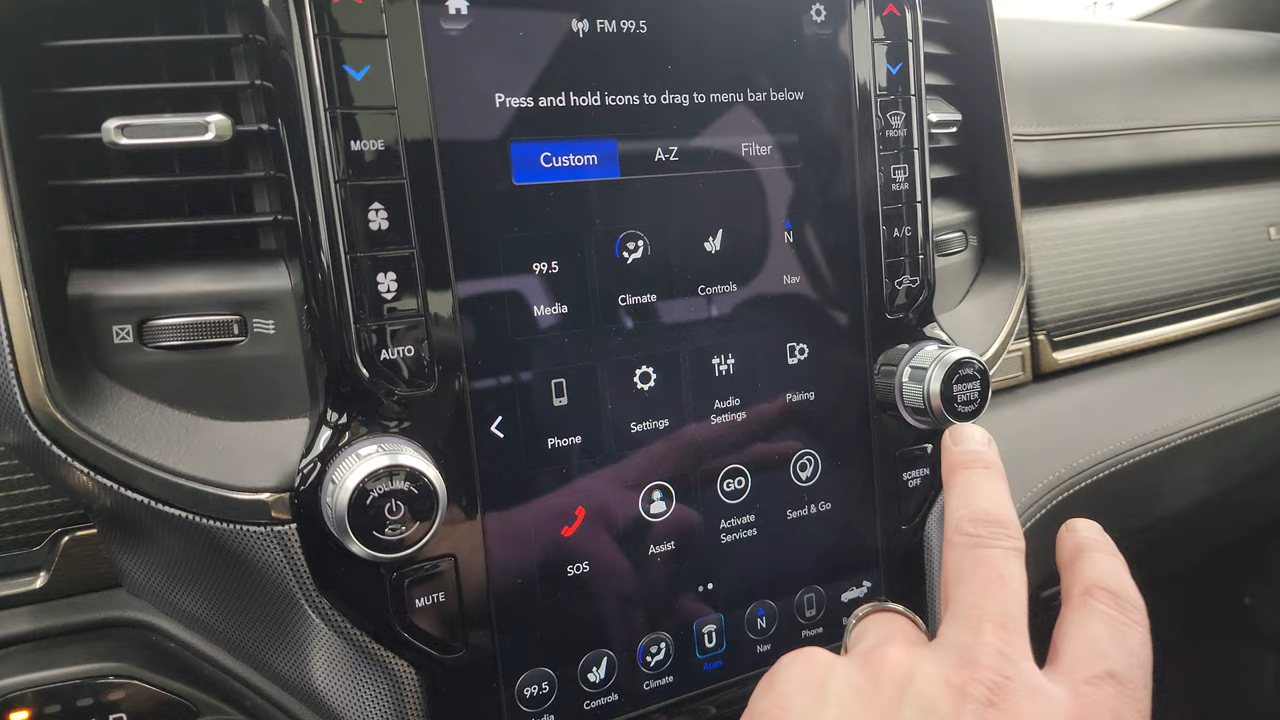 FM 99.5
Press and hold icons to drag to menu bar below
Custom
A-Z
Filter
MODE
AUTO
FRONT
REAR
A/C
99.5
Media
Climate
Controls
N
Nav
Phone
Settings
Audio
Settings
Pairing
SOS
Assist
GO
Activate
Services
Send & Go
99.5
Controls
Climate
Apps
N
Nav
Phone
VOLUME
MUTE
TUNE
BROWSE
ENTER
SCROLL
SCREEN
OFF